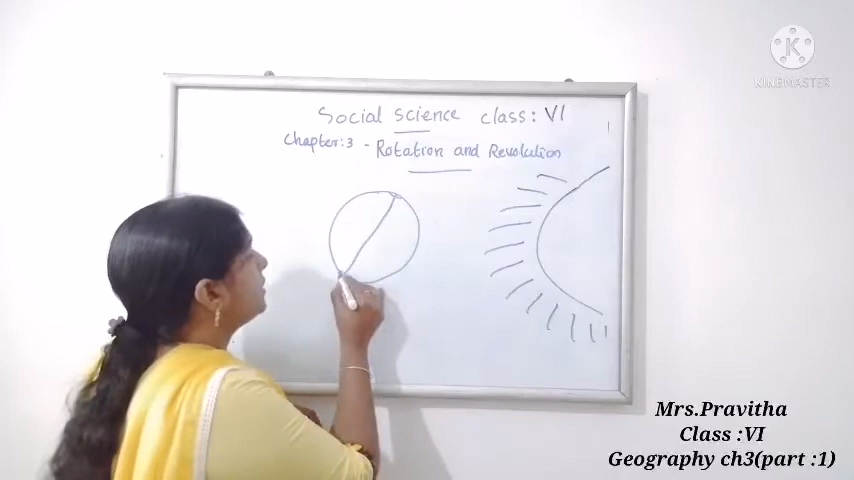 KINEMASTER
Social science class: VI
Chapter:3 - Rotation and Revolution
Mrs.Pravitha
Class :VI
Geography ch3(part :1)